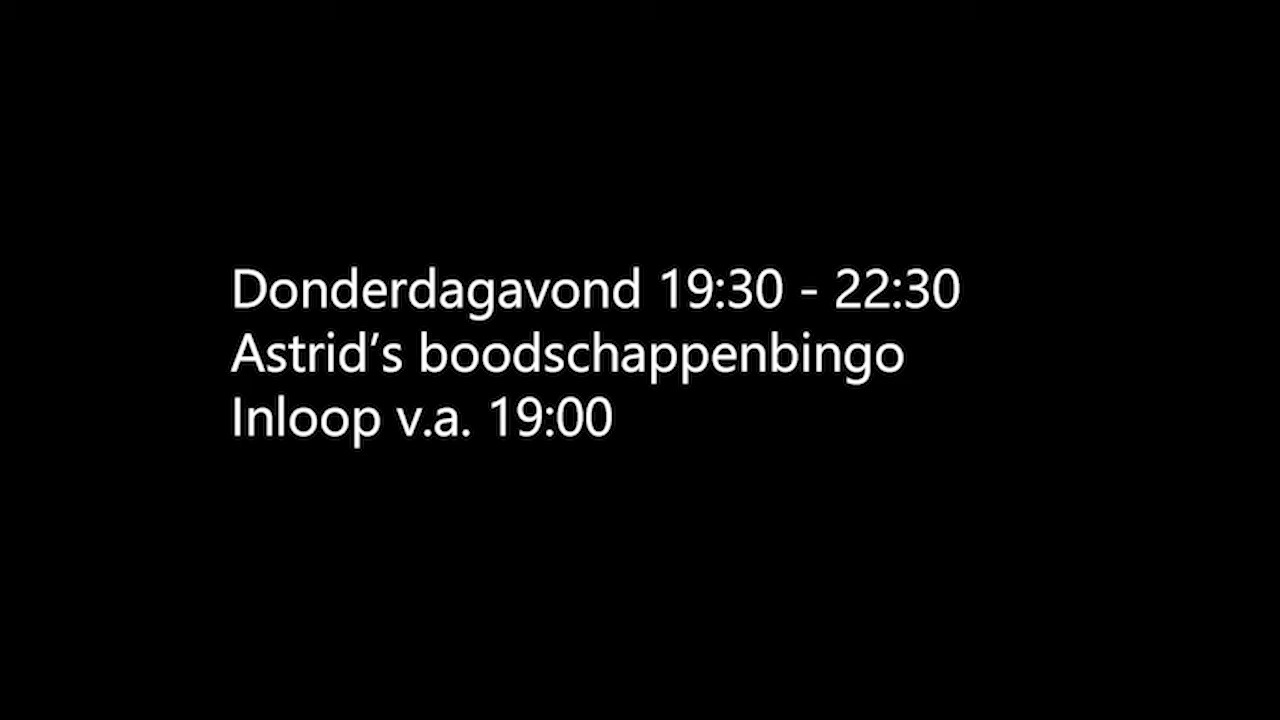 Donderdagavond 19:30 - 22:30
Astrid’s boodschappenbingo
Inloop v.a. 19:00